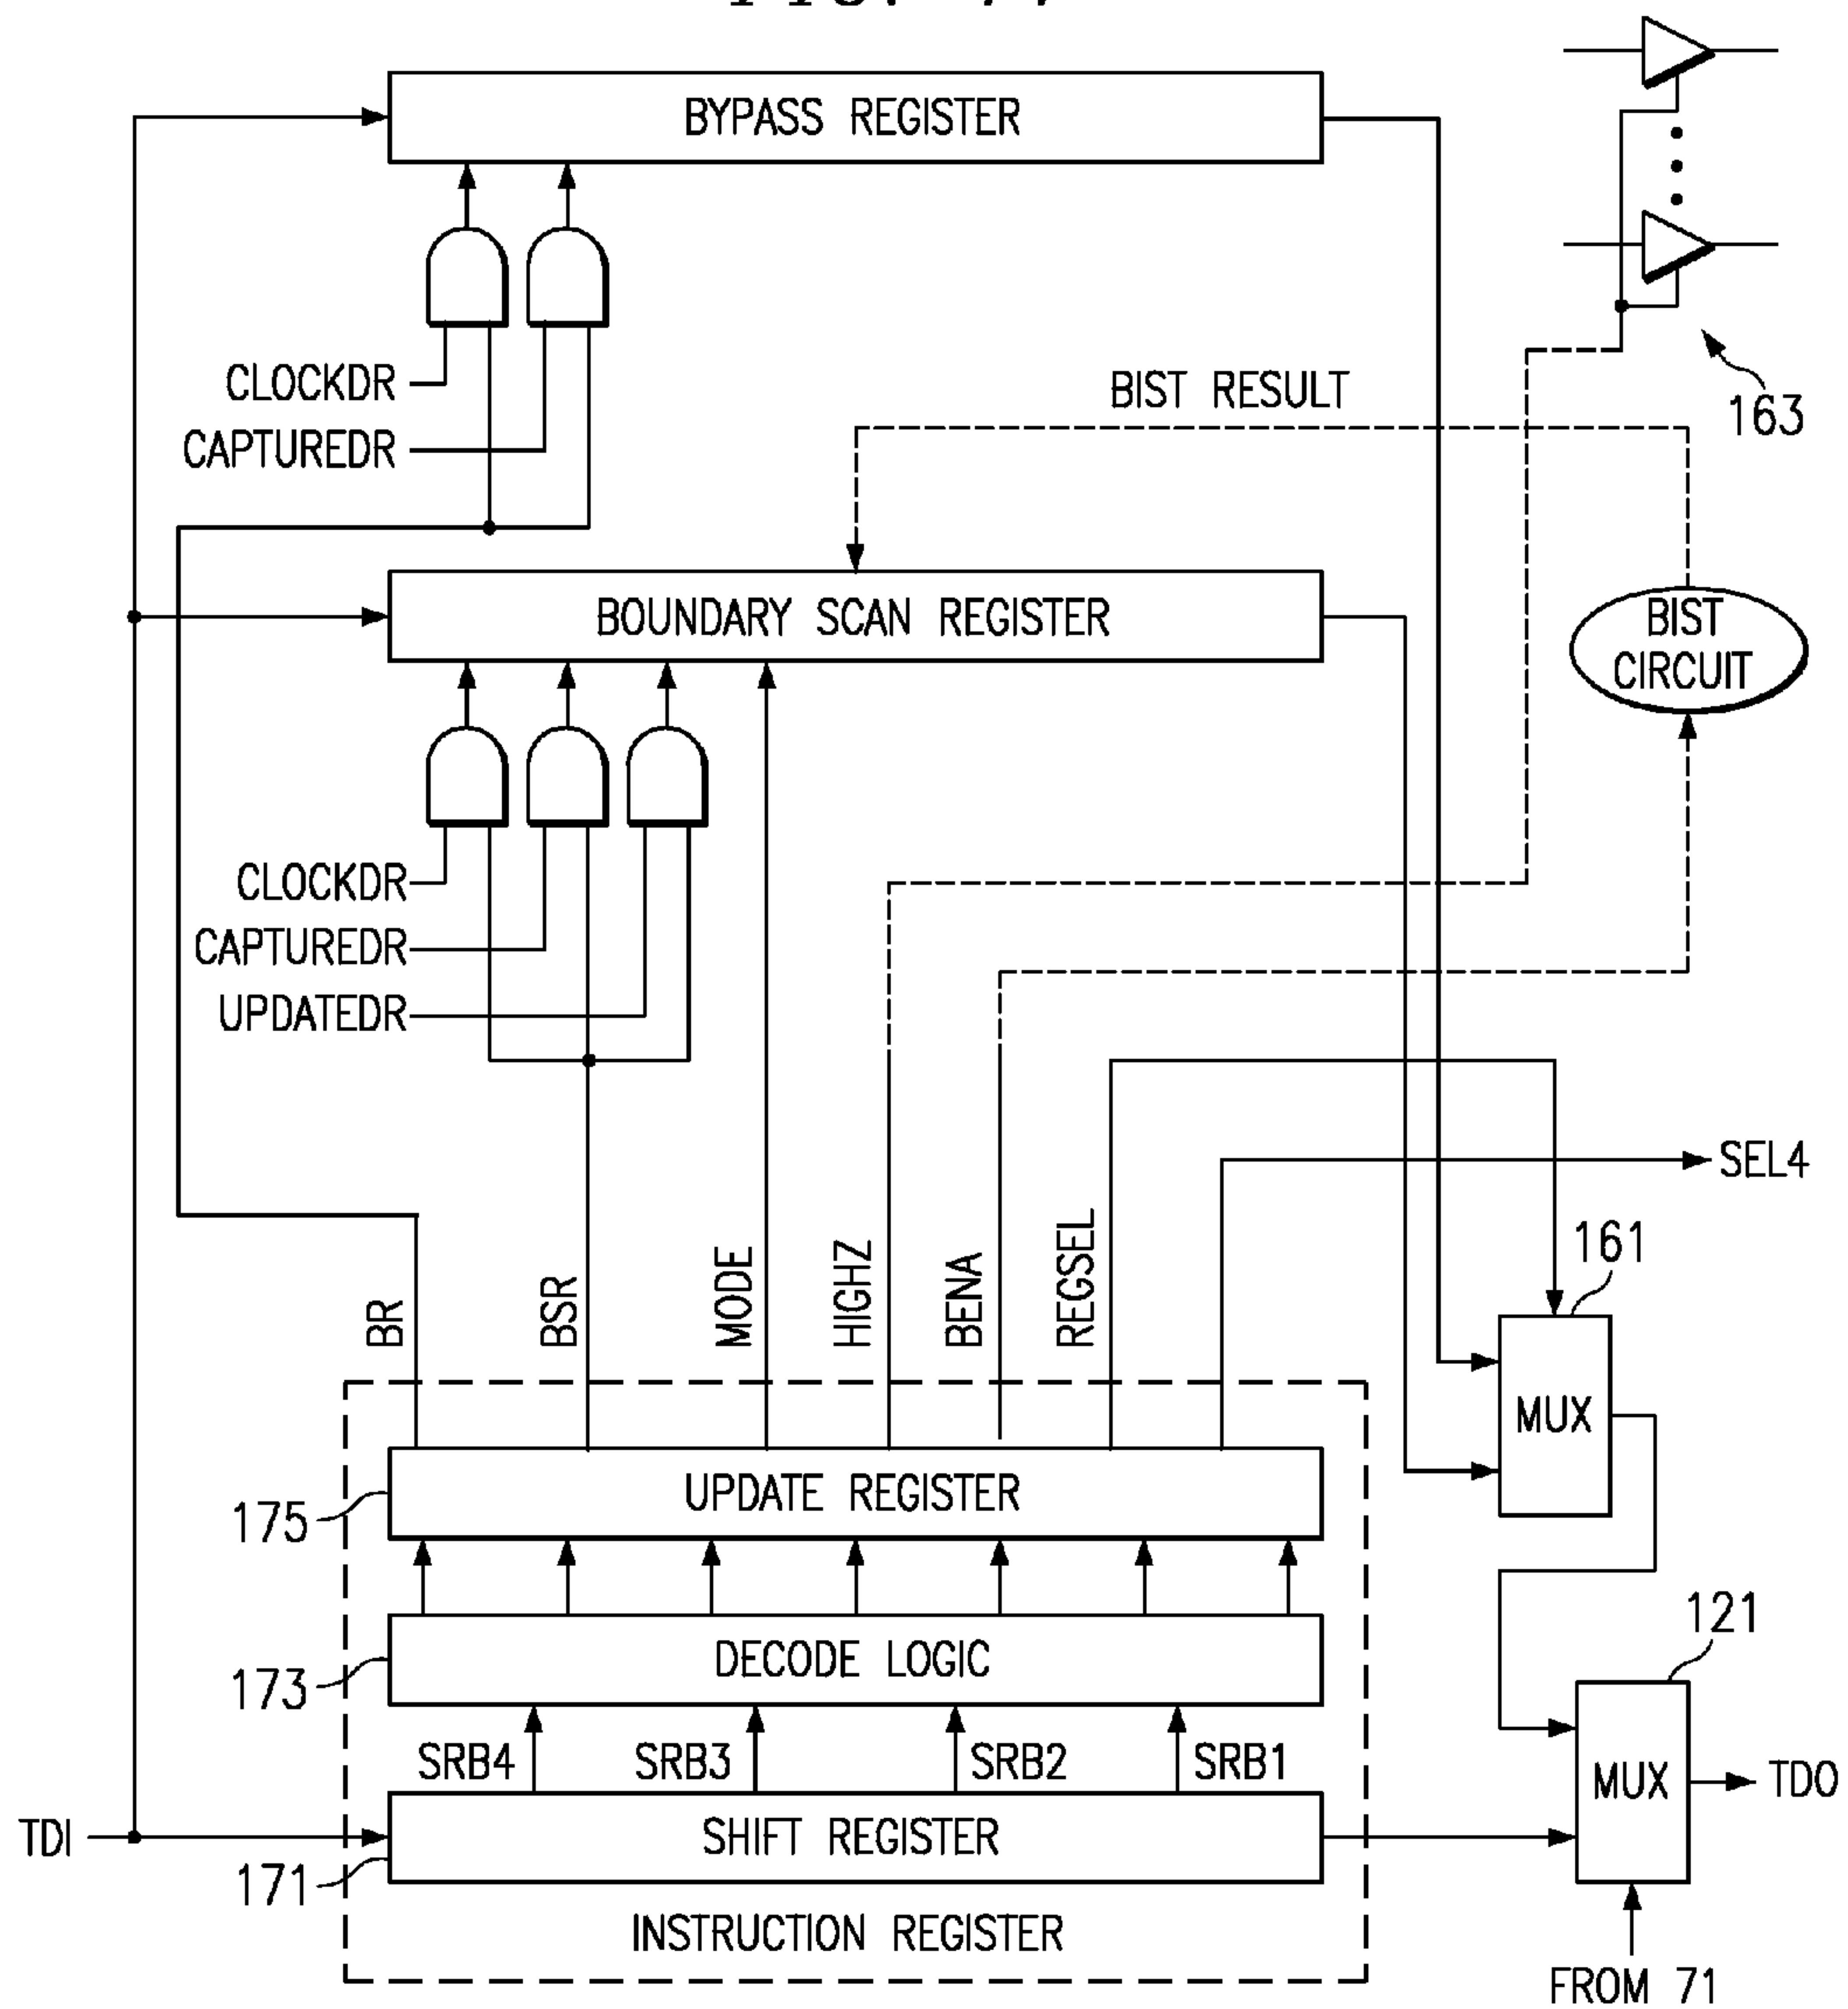 BYPASS REGISTER
CLOCKDR
CAPTUREDR
BIST RESULT
163
BOUNDARY SCAN REGISTER
BIST
CIRCUIT
CLOCKDR
CAPTUREDR
UPDATEDR
SEL4
161
BR
BSR
MODE
HIGHZ
BENA
REGSEL
MUX
UPDATE REGISTER
175
121
DECODE LOGIC
173
SRB4
SRB3
SRB2
SRB1
MUX
TDO
TDI
SHIFT REGISTER
171
INSTRUCTION REGISTER
FROM 71